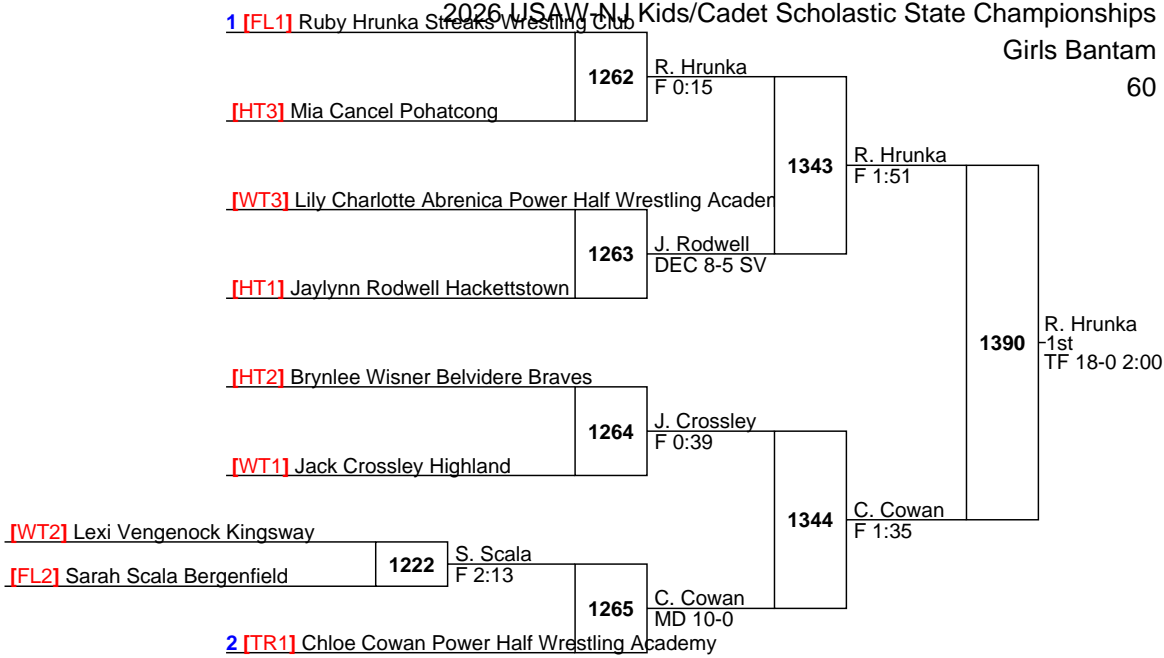 2026 USAW-NJ Kids/Cadet Scholastic State Championships
Girls Bantam
60
1 [FL1] Ruby Hrunka Streaks Wrestling Club
1262
R. Hrunka
F 0:15
[HT3] Mia Cancel Pohatcong
1343
R. Hrunka
F 1:51
[WT3] Lily Charlotte Abrenica Power Half Wrestling Academ
1263
J. Rodwell
DEC 8-5 SV
[HT1] Jaylynn Rodwell Hackettstown
1390
R. Hrunka
1st
TF 18-0 2:00
[HT2] Brynlee Wisner Belvidere Braves
1264
J. Crossley
F 0:39
[WT1] Jack Crossley Highland
1344
C. Cowan
F 1:35
[WT2] Lexi Vengenock Kingsway
1222
S. Scala
F 2:13
[FL2] Sarah Scala Bergenfield
1265
C. Cowan
MD 10-0
2 [TR1] Chloe Cowan Power Half Wrestling Academy